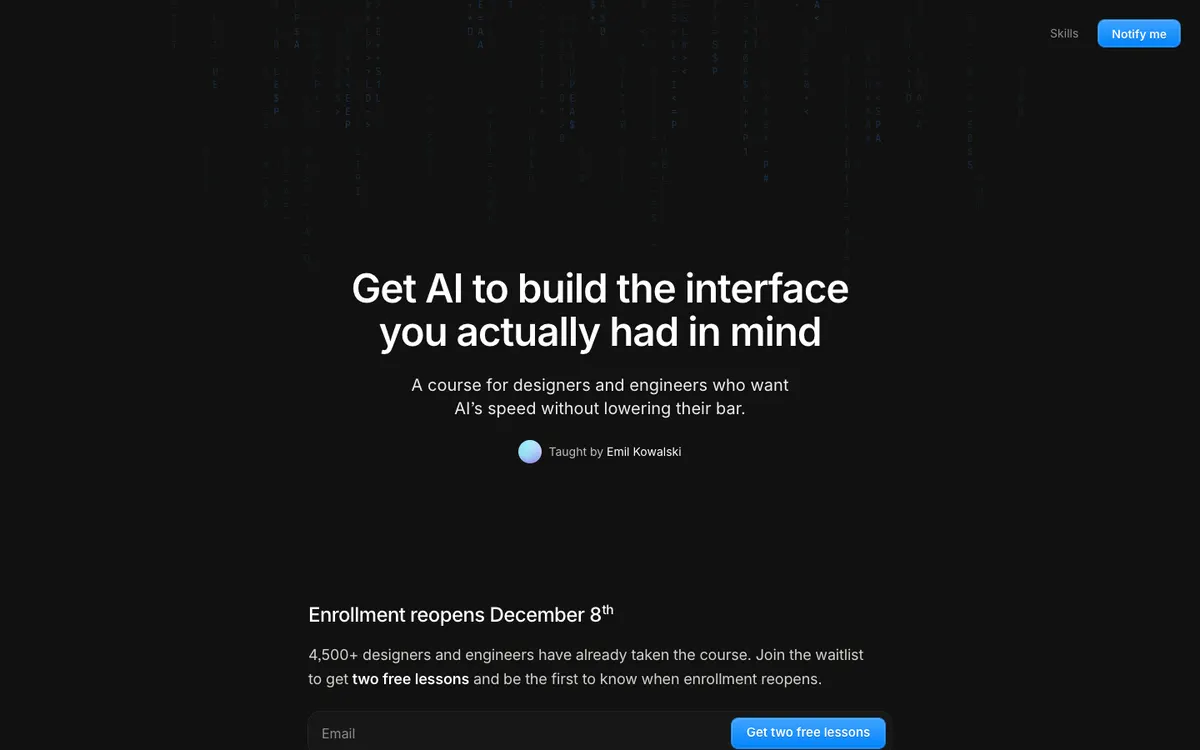 Skills
Notify me
Get AI to build the interface
you actually had in mind
A course for designers and engineers who want
AI’s speed without lowering their bar.
Taught by Emil Kowalski
Enrollment reopens December 8th
4,500+ designers and engineers have already taken the course. Join the waitlist
to get two free lessons and be the first to know when enrollment reopens.
Email
Get two free lessons